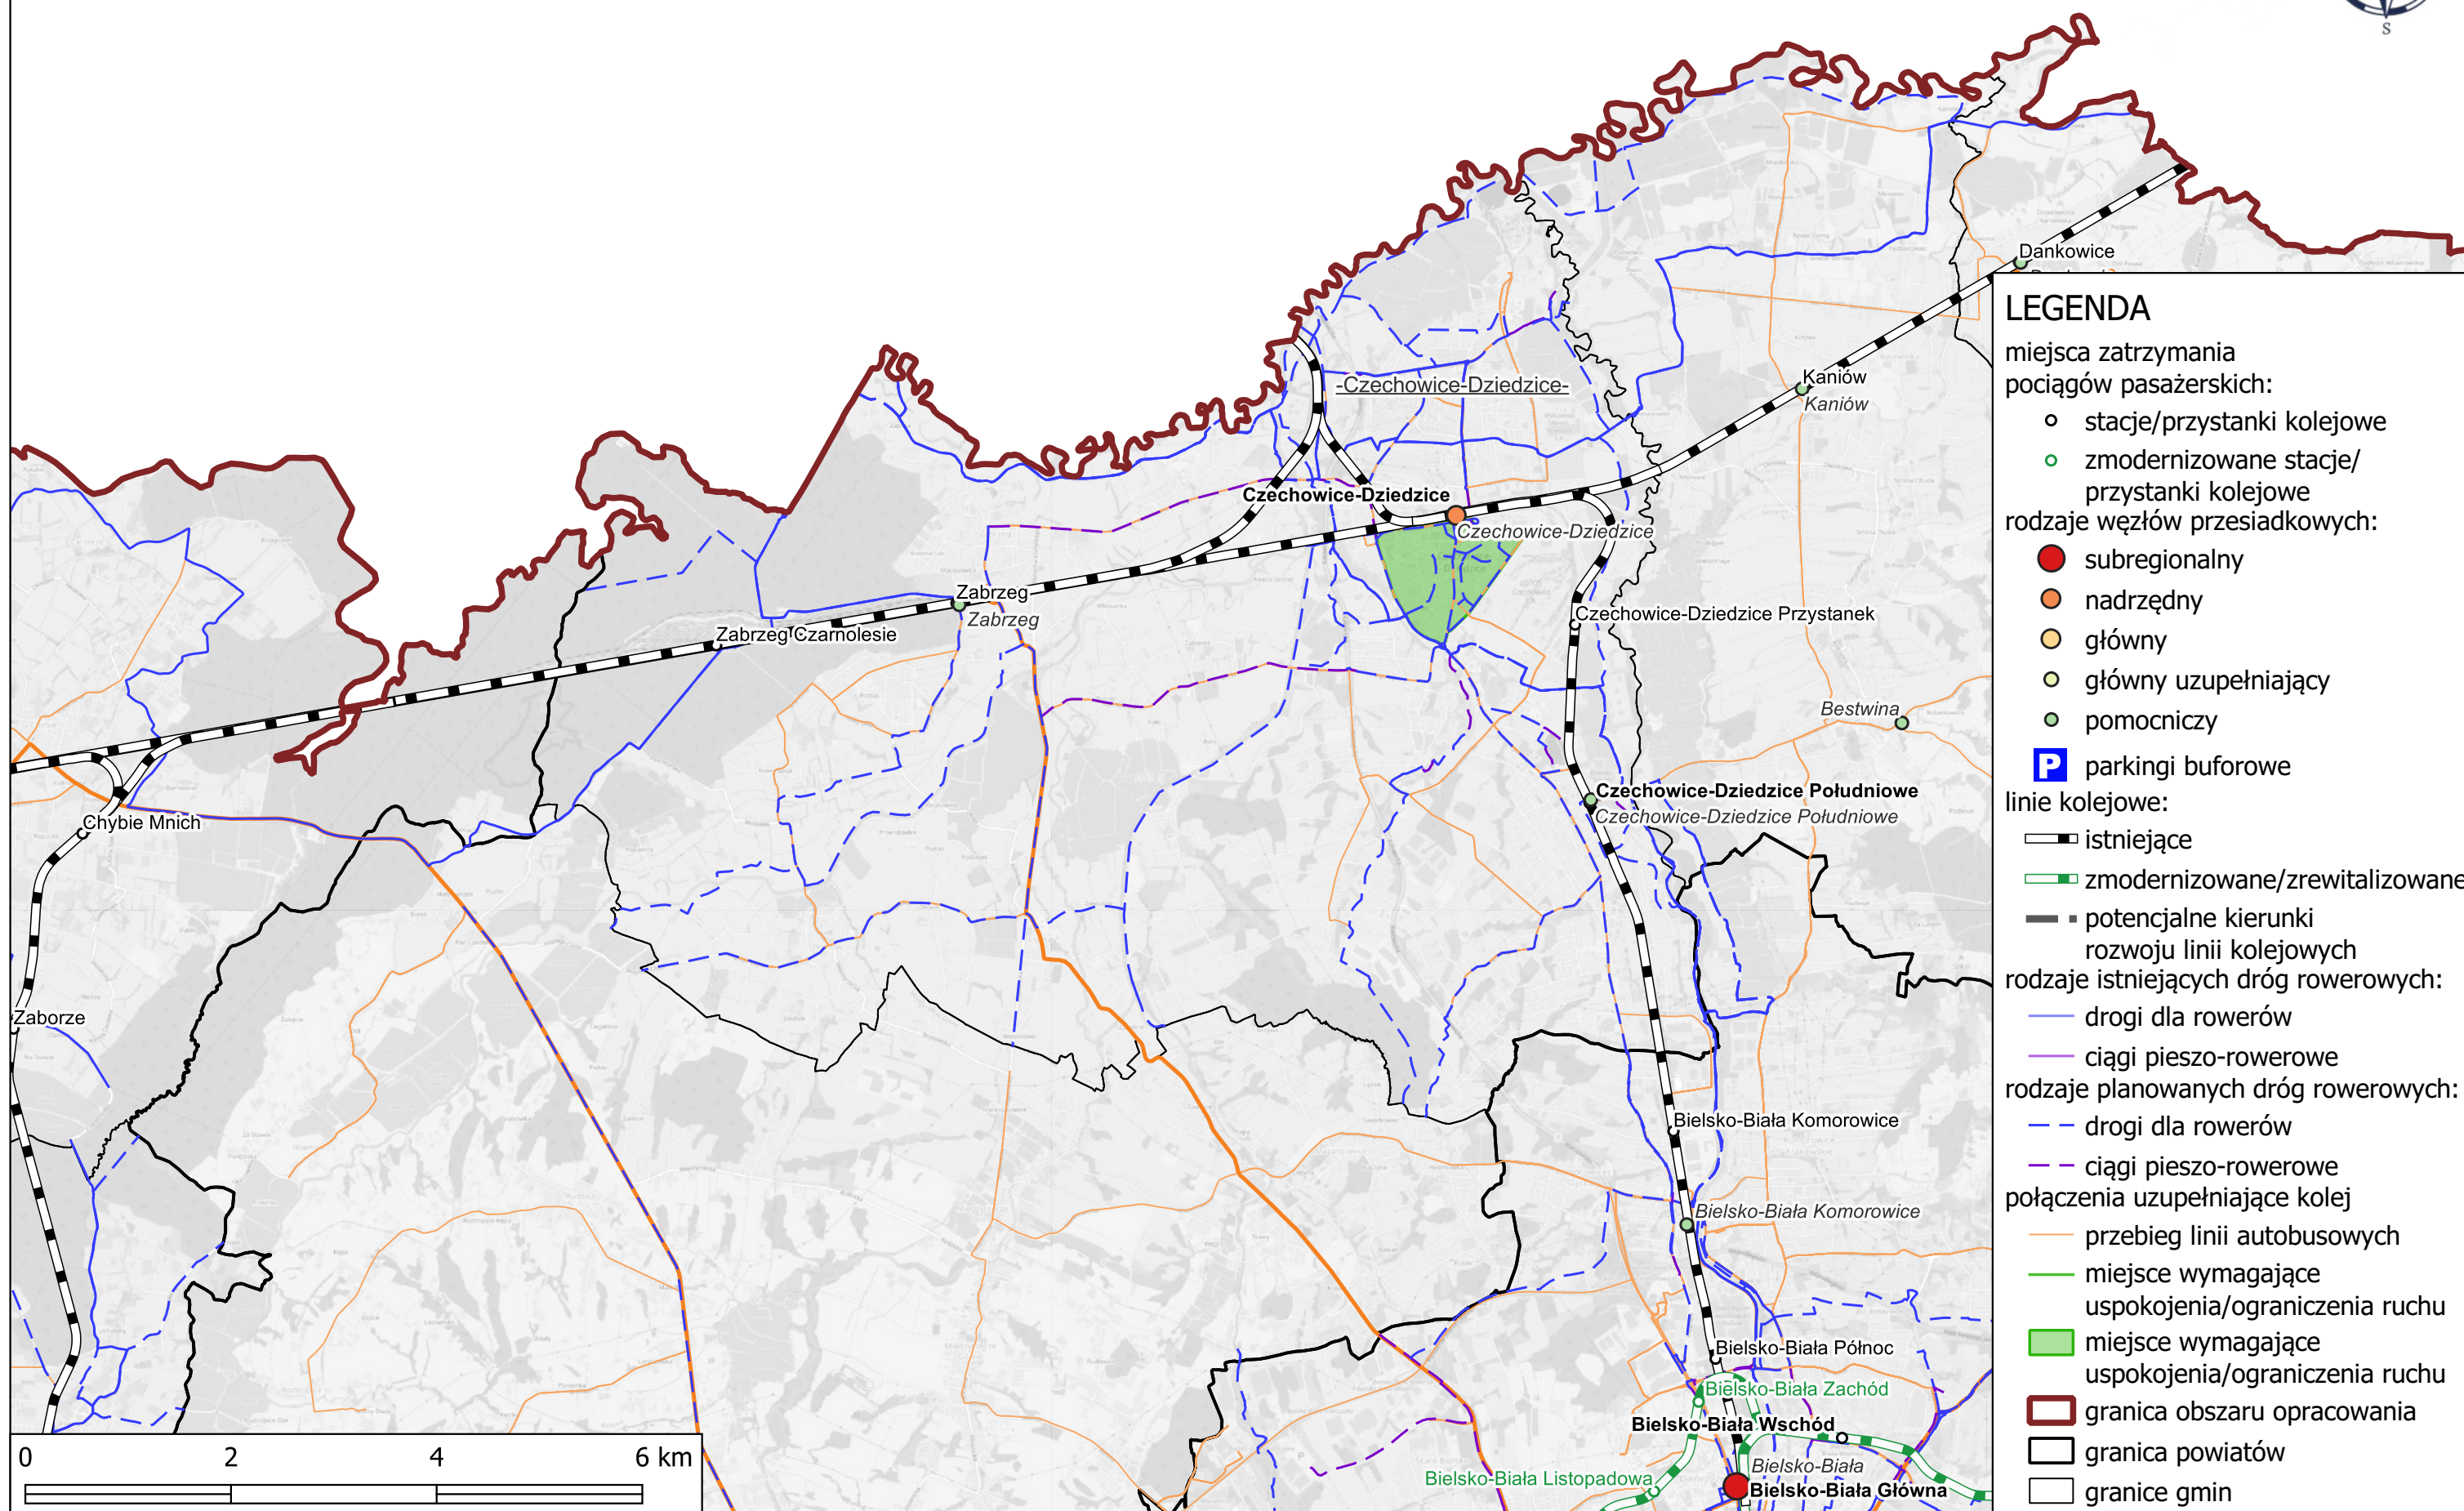 S
Dankowice
Kaniów
Kaniów
-Czechowice-Dziedzice-
Czechowice-Dziedzice
Czechowice-Dziedzice
Zabrzeg
Zabrzeg
Czechowice-Dziedzice Przystanek
Zabrzeg Czarnolesie
Bestwina
Czechowice-Dziedzice Południowe
Czechowice-Dziedzice Południowe
Chybie Mnich
Zaborze
Bielsko-Biała Komorowice
Bielsko-Biała Komorowice
Bielsko-Biała Północ
Bielsko-Biała Zachód
Bielsko-Biała Wschód
Bielsko-Biała
Bielsko-Biała Listopadowa
Bielsko-Biała Główna
0 2 4 6 km
LEGENDA
miejsca zatrzymania
pociągów pasażerskich:
stacje/przystanki kolejowe
zmodernizowane stacje/
przystanki kolejowe
rodzaje węzłów przesiadkowych:
subregionalny
nadrzędny
główny
główny uzupełniający
pomocniczy
P parkingi buforowe
linie kolejowe:
istniejące
zmodernizowane/zrewitalizowane
potencjalne kierunki
rozwoju linii kolejowych
rodzaje istniejących dróg rowerowych:
drogi dla rowerów
ciągi pieszo-rowerowe
rodzaje planowanych dróg rowerowych:
drogi dla rowerów
ciągi pieszo-rowerowe
połączenia uzupełniające kolej
przebieg linii autobusowych
miejsce wymagające
uspokojenia/ograniczenia ruchu
miejsce wymagające
uspokojenia/ograniczenia ruchu
granica obszaru opracowania
granica powiatów
granice gmin